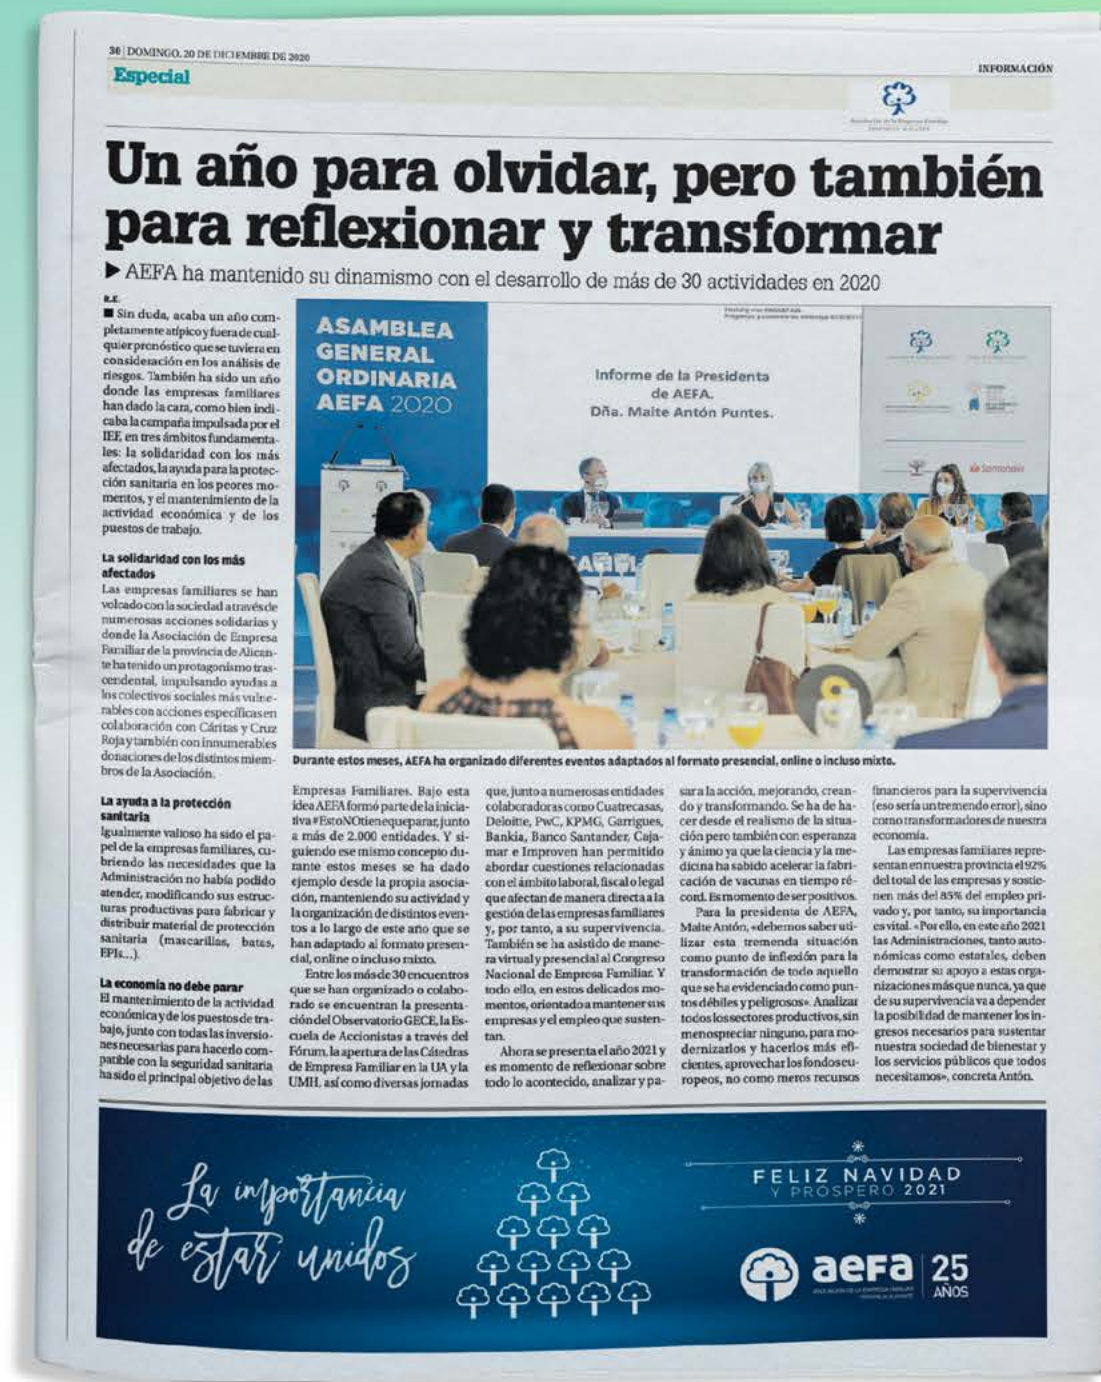 30 | DOMINGO, 20 DE DICIEMBRE DE 2020
INFORMACIÓN
Especial
Un año para olvidar, pero también
para reflexionar y transformar
▶ AEFA ha mantenido su dinamismo con el desarrollo de más de 30 actividades en 2020
R.E.
■ Sin duda, acaba un año com-
pletamente atípico y fuera de cual-
quier pronóstico que se tuviera en
consideración en los análisis de
riesgos. También ha sido un año
donde las empresas familiares
han dado la cara, como bien indi-
caba la campaña impulsada por el
IEF, en tres ámbitos fundamenta-
les: la solidaridad con los más
afectados, la ayuda para la protec-
ción sanitaria en los peores mo-
mentos, y el mantenimiento de la
actividad económica y de los
puestos de trabajo.
La solidaridad con los más
afectados
Las empresas familiares se han
volcado con la sociedad a través de
numerosas acciones solidarias y
donde la Asociación de Empresa
Familiar de la provincia de Alican-
te ha tenido un protagonismo tras-
cendental, impulsando ayudas a
los colectivos sociales más vulne-
rables con acciones específicas en
colaboración con Cáritas y Cruz
Roja y también con innumerables
donaciones de los distintos miem-
bros de la Asociación.
La ayuda a la protección
sanitaria
Igualmente valioso ha sido el pa-
pel de la empresas familiares, cu-
briendo las necesidades que la
Administración no había podido
atender, modificando sus estruc-
turas productivas para fabricar y
distribuir material de protección
sanitaria (mascarillas, batas,
EPIs...).
La economía no debe parar
El mantenimiento de la actividad
económica y de los puestos de tra-
bajo, junto con todas las inversio-
nes necesarias para hacerlo com-
patible con la seguridad sanitaria
ha sido el principal objetivo de las
ASAMBLEA
GENERAL
ORDINARIA
AEFA 2020
Informe de la Presidenta
de AEFA.
Dña. Maite Antón Puntes.
Santander
Durante estos meses, AEFA ha organizado diferentes eventos adaptados al formato presencial, online o incluso mixto.
Empresas Familiares. Bajo esta
idea AEFA formó parte de la inicia-
tiva #EstoNOtienequeparar, junto
a más de 2.000 entidades. Y si-
guiendo ese mismo concepto du-
rante estos meses se ha dado
ejemplo desde la propia asocia-
ción, manteniendo su actividad y
la organización de distintos even-
tos a lo largo de este año que se
han adaptado al formato presen-
cial, online o incluso mixto.
Entre los más de 30 encuentros
que se han organizado o colabo-
rado se encuentran la presenta-
ción del Observatorio GECE, la Es-
cuela de Accionistas a través del
Fórum, la apertura de las Cátedras
de Empresa Familiar en la UA y la
UMH, así como diversas jornadas
que, junto a numerosas entidades
colaboradoras como Cuatrecasas,
Deloitte, PwC, KPMG, Garrigues,
Bankia, Banco Santander, Caja-
mar e Improven han permitido
abordar cuestiones relacionadas
con el ámbito laboral, fiscal o legal
que afectan de manera directa a la
gestión de las empresas familiares
y, por tanto, a su supervivencia.
También se ha asistido de mane-
ra virtual y presencial al Congreso
Nacional de Empresa Familiar. Y
todo ello, en estos delicados mo-
mentos, orientado a mantener sus
empresas y el empleo que susten-
tan.
Ahora se presenta el año 2021 y
es momento de reflexionar sobre
todo lo acontecido, analizar y pa-
sar a la acción, mejorando, crean-
do y transformando. Se ha de ha-
cer desde el realismo de la situa-
ción pero también con esperanza
y ánimo ya que la ciencia y la me-
dicina ha sabido acelerar la fabri-
cación de vacunas en tiempo ré-
cord. Es momento de ser positivos.
Para la presidenta de AEFA,
Maite Antón, «debemos saber uti-
lizar esta tremenda situación
como punto de inflexión para la
transformación de todo aquello
que se ha evidenciado como pun-
tos débiles y peligrosos». Analizar
todos los sectores productivos, sin
menospreciar ninguno, para mo-
dernizarlos y hacerlos más efi-
cientes, aprovechar los fondos eu-
ropeos, no como meros recursos
financieros para la supervivencia
(eso sería un tremendo error), sino
como transformadores de nuestra
economía.
Las empresas familiares repre-
sentan en nuestra provincia el 92%
del total de las empresas y sostie-
nen más del 85% del empleo pri-
vado y, por tanto, su importancia
es vital. «Por ello, en este año 2021
las Administraciones, tanto auto-
nómicas como estatales, deben
demostrar su apoyo a estas orga-
nizaciones más que nunca, ya que
de su supervivencia va a depender
la posibilidad de mantener los in-
gresos necesarios para sustentar
nuestra sociedad de bienestar y
los servicios públicos que todos
necesitamos», concreta Antón.
La importancia
de estar unidos
FELIZ NAVIDAD
Y PRÓSPERO 2021
aefa 25
AÑOS